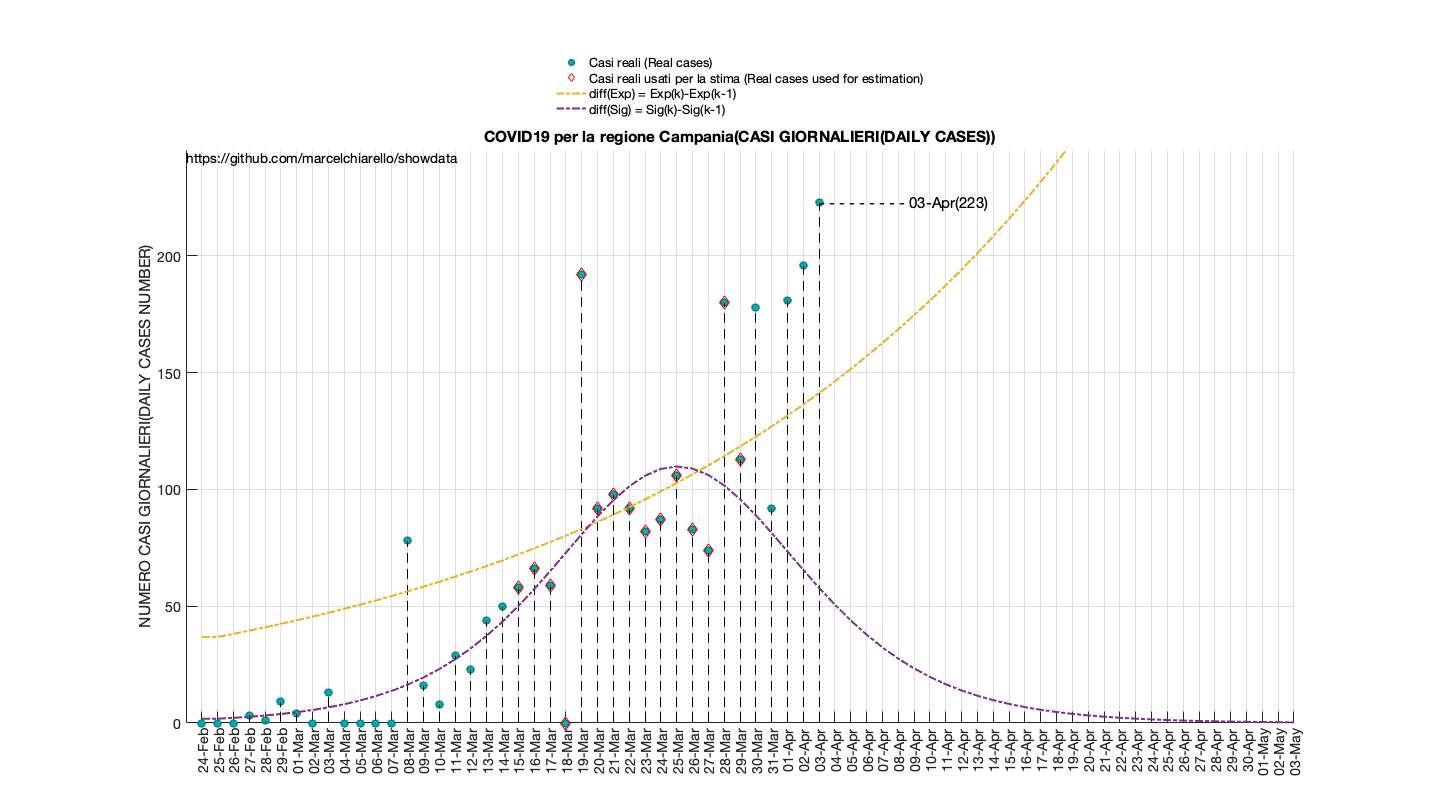 Casi reali (Real cases)
Casi reali usati per la stima (Real cases used for estimation)
diff(Exp) = Exp(k)-Exp(k-1)
diff(Sig) = Sig(k)-Sig(k-1)
COVID19 per la regione Campania(CASI GIORNALIERI(DAILY CASES))
https://github.com/marcelchiarello/showdata
03-Apr(223)
NUMERO CASI GIORNALIERI(DAILY CASES NUMBER)
200
150
100
50
0
24-Feb
25-Feb
26-Feb
27-Feb
28-Feb
29-Feb
01-Mar
02-Mar
03-Mar
04-Mar
05-Mar
06-Mar
07-Mar
08-Mar
09-Mar
10-Mar
11-Mar
12-Mar
13-Mar
14-Mar
15-Mar
16-Mar
17-Mar
18-Mar
19-Mar
20-Mar
21-Mar
22-Mar
23-Mar
24-Mar
25-Mar
26-Mar
27-Mar
28-Mar
29-Mar
30-Mar
31-Mar
01-Apr
02-Apr
03-Apr
04-Apr
05-Apr
06-Apr
07-Apr
08-Apr
09-Apr
10-Apr
11-Apr
12-Apr
13-Apr
14-Apr
15-Apr
16-Apr
17-Apr
18-Apr
19-Apr
20-Apr
21-Apr
22-Apr
23-Apr
24-Apr
25-Apr
26-Apr
27-Apr
28-Apr
29-Apr
30-Apr
01-May
02-May
03-May